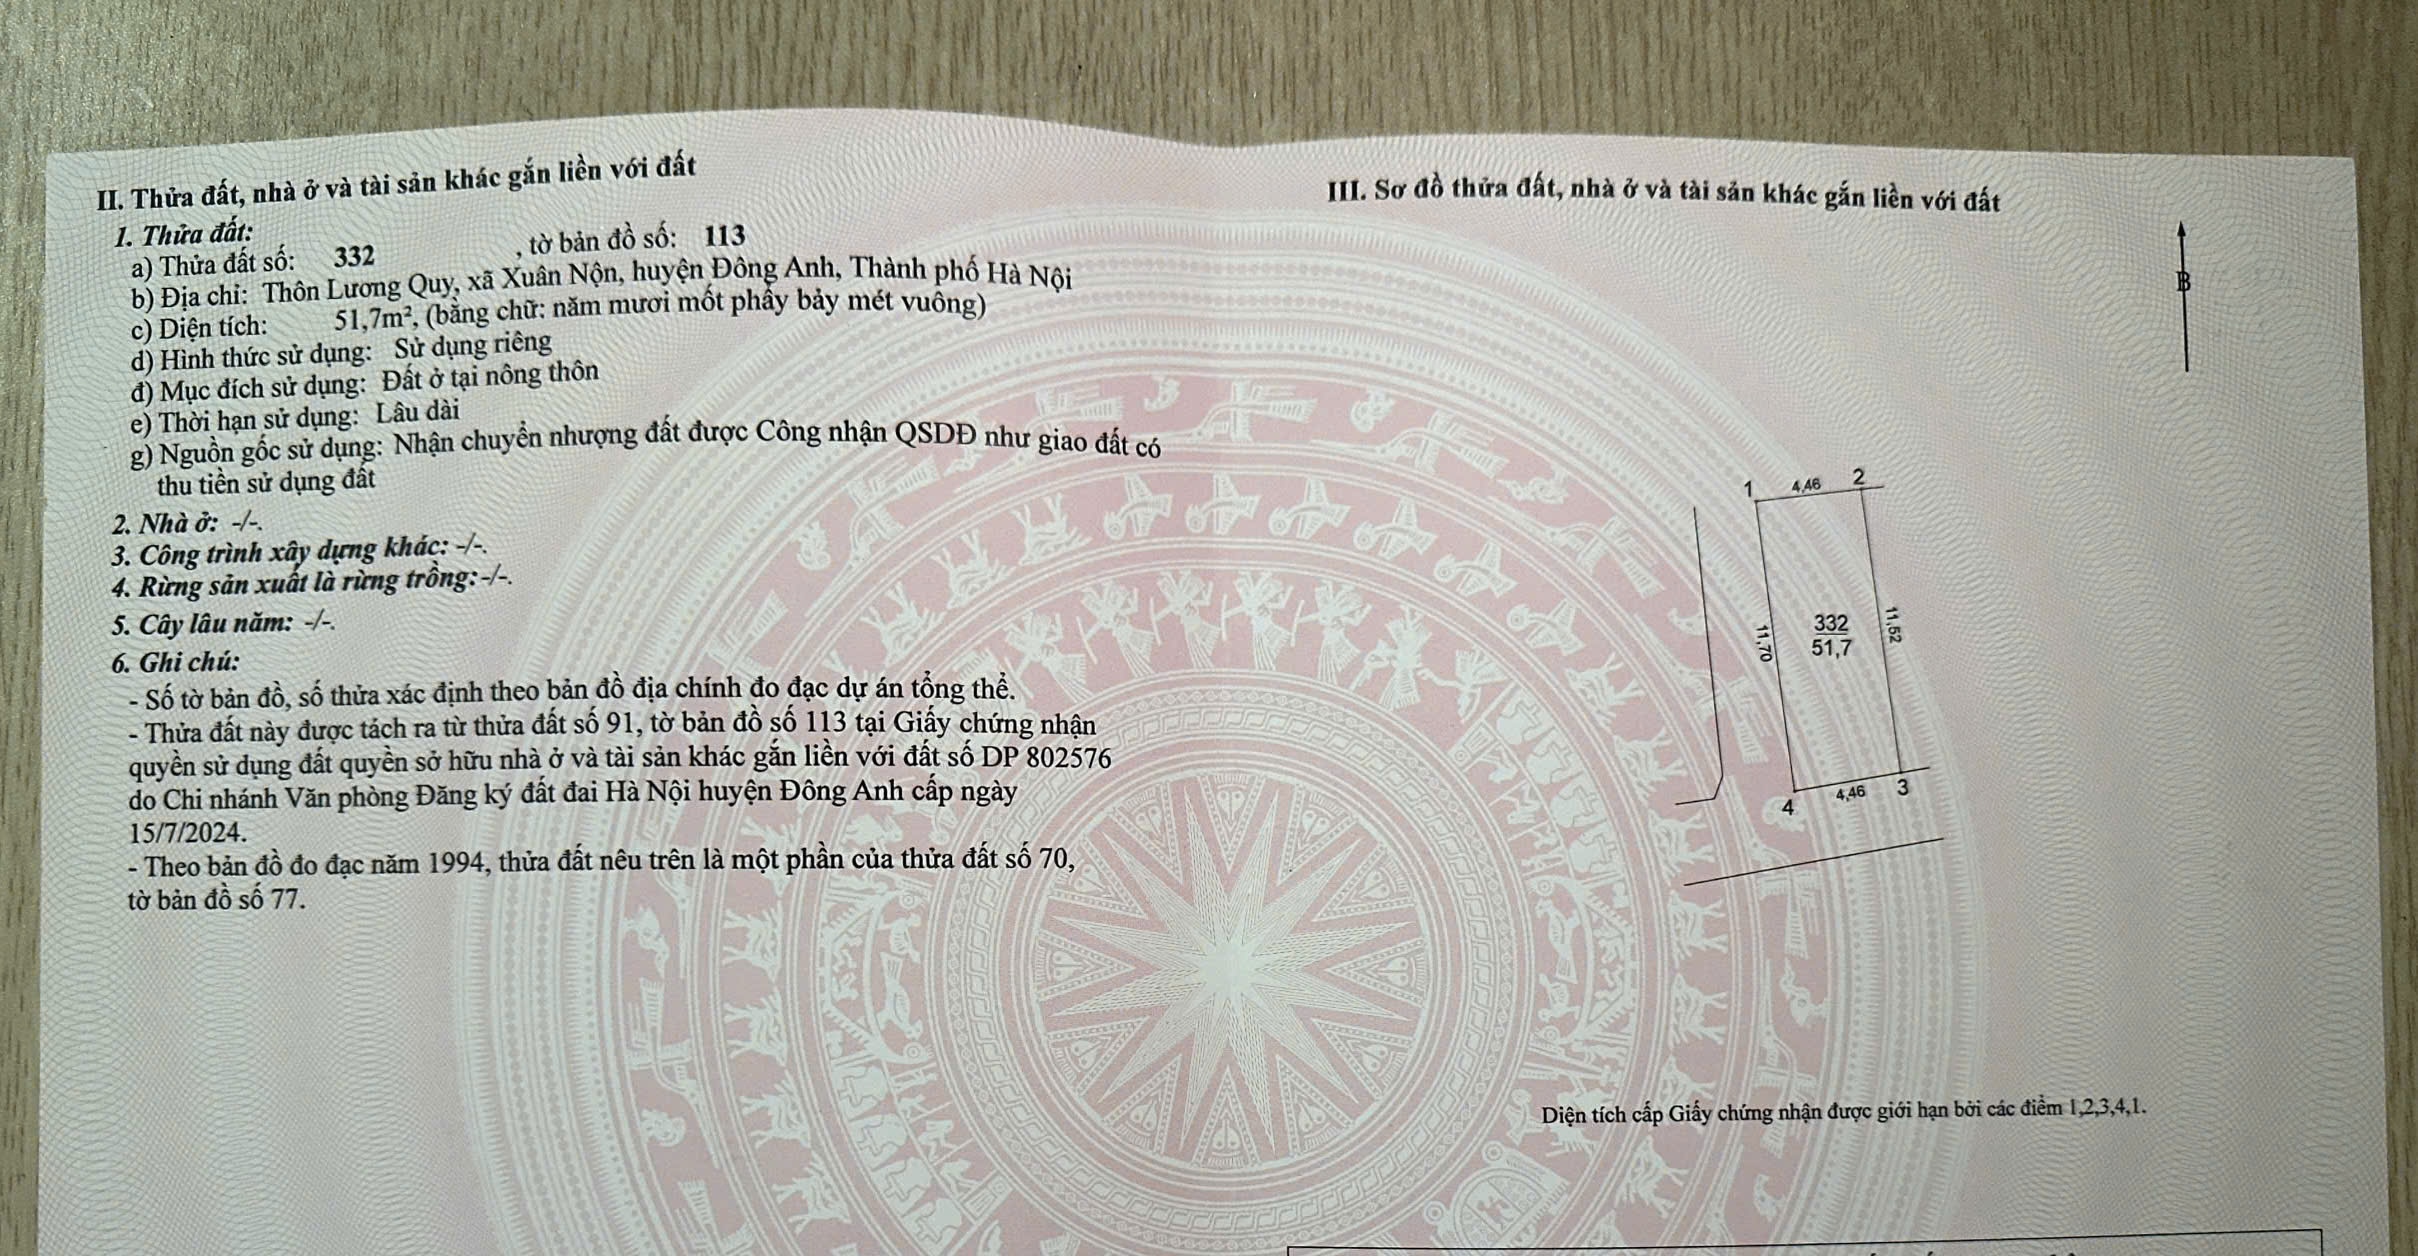 II. Thửa đất, nhà ở và tài sản khác gắn liền với đất
1. Thửa đất:
a) Thửa đất số: 332 , tờ bản đồ số: 113
b) Địa chỉ: Thôn Lương Quy, xã Xuân Nộn, huyện Đông Anh, Thành phố Hà Nội
c) Diện tích: 51,7m², (bằng chữ: năm mươi mốt phẩy bảy mét vuông)
d) Hình thức sử dụng: Sử dụng riêng
đ) Mục đích sử dụng: Đất ở tại nông thôn
e) Thời hạn sử dụng: Lâu dài
g) Nguồn gốc sử dụng: Nhận chuyển nhượng đất được Công nhận QSDĐ như giao đất có
thu tiền sử dụng đất
2. Nhà ở: -/-.
3. Công trình xây dựng khác: -/-.
4. Rừng sản xuất là rừng trồng: -/-.
5. Cây lâu năm: -/-.
6. Ghi chú:
- Số tờ bản đồ, số thửa xác định theo bản đồ địa chính đo đạc dự án tổng thể.
- Thửa đất này được tách ra từ thửa đất số 91, tờ bản đồ số 113 tại Giấy chứng nhận
quyền sử dụng đất quyền sở hữu nhà ở và tài sản khác gắn liền với đất số DP 802576
do Chi nhánh Văn phòng Đăng ký đất đai Hà Nội huyện Đông Anh cấp ngày
15/7/2024.
- Theo bản đồ đo đạc năm 1994, thửa đất nêu trên là một phần của thửa đất số 70,
tờ bản đồ số 77.
III. Sơ đồ thửa đất, nhà ở và tài sản khác gắn liền với đất
B
1 4,46 2
11,70
332
51,7
11,52
4 4,46 3
Diện tích cấp Giấy chứng nhận được giới hạn bởi các điểm 1,2,3,4,1.